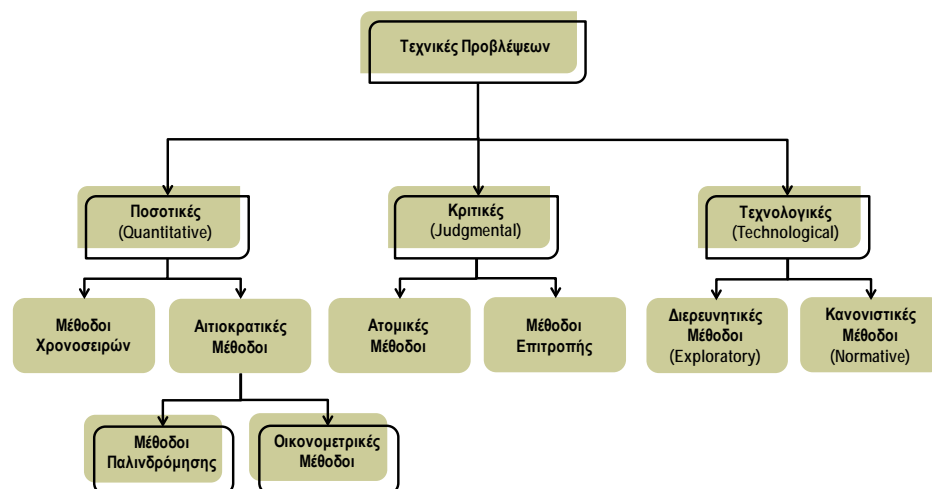 Τεχνικές Προβλέψεων
Ποσοτικές
(Quantitative)
Κριτικές
(Judgmental)
Τεχνολογικές
(Technological)
Μέθοδοι
Χρονοσειρών
Αιτιοκρατικές
Μέθοδοι
Ατομικές
Μέθοδοι
Μέθοδοι
Επιτροπής
Διερευνητικές
Μέθοδοι
(Exploratory)
Κανονιστικές
Μέθοδοι
(Normative)
Μέθοδοι
Παλινδρόμησης
Οικονομετρικές
Μέθοδοι